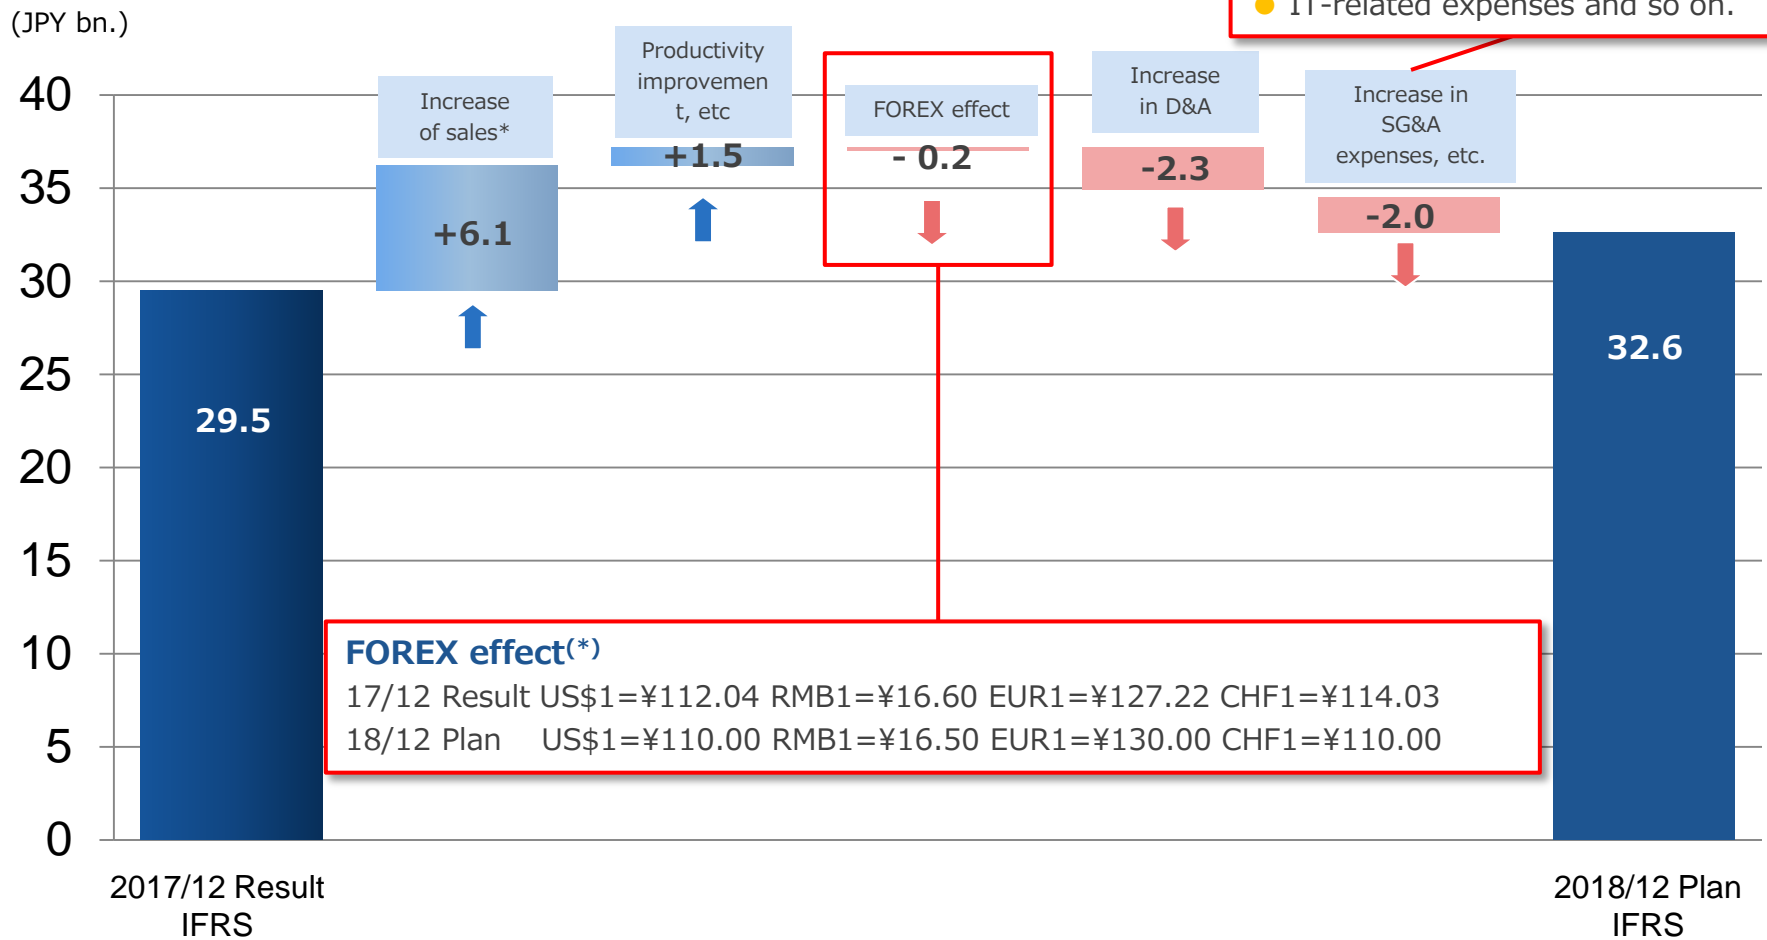 (JPY bn.)
IT-related expenses and so on.
Productivity
improvemen
t, etc
Increase
of sales*
FOREX effect
Increase
in D&A
Increase in
SG&A
expenses, etc.
+6.1
+1.5
- 0.2
-2.3
-2.0
40
35
30
25
20
15
10
5
0
29.5
32.6
FOREX effect(*)
17/12 Result US$1=¥112.04 RMB1=¥16.60 EUR1=¥127.22 CHF1=¥114.03
18/12 Plan US$1=¥110.00 RMB1=¥16.50 EUR1=¥130.00 CHF1=¥110.00
2017/12 Result
IFRS
2018/12 Plan
IFRS